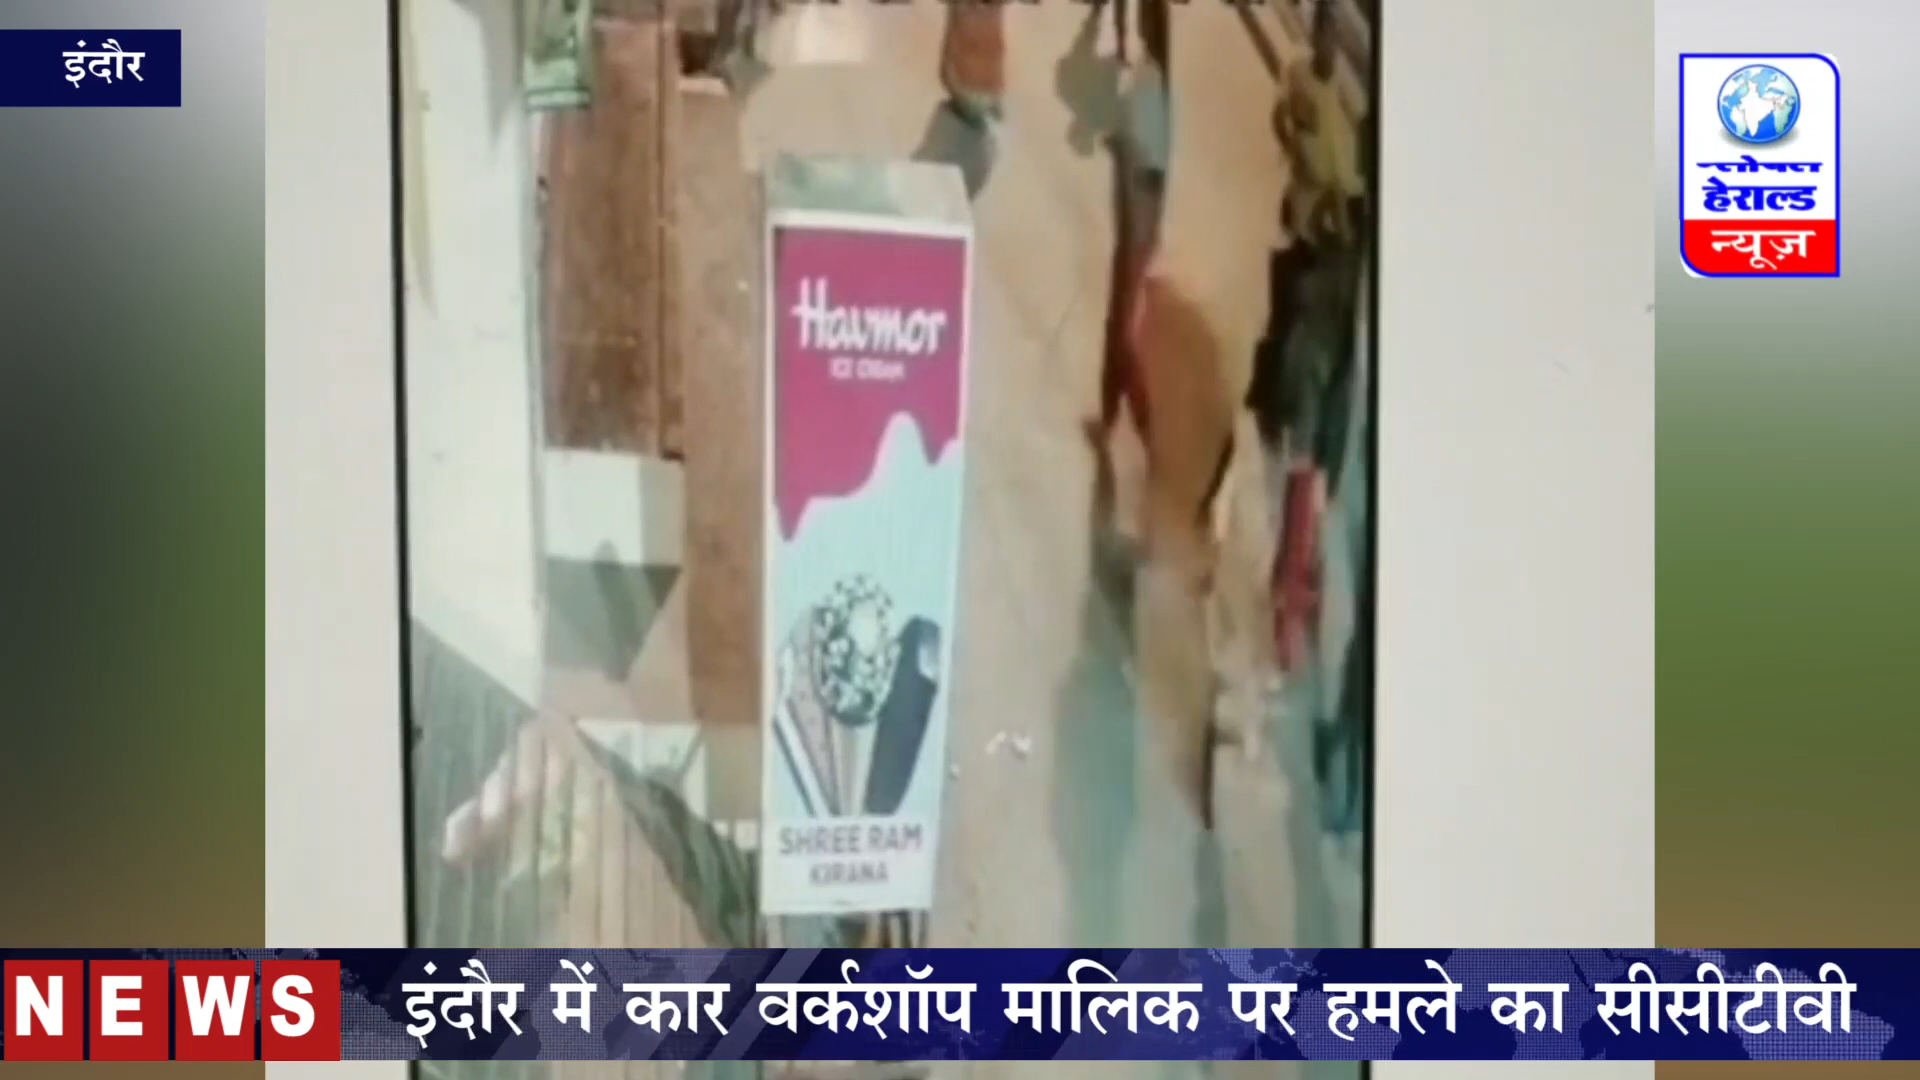 इंदौर
हेराल्ड
न्यूज़
Havmor
ICE CREAM
SHREE RAM
KIRANA
NEWS
इंदौर में कार वर्कशॉप मालिक पर हमले का सीसीटीवी